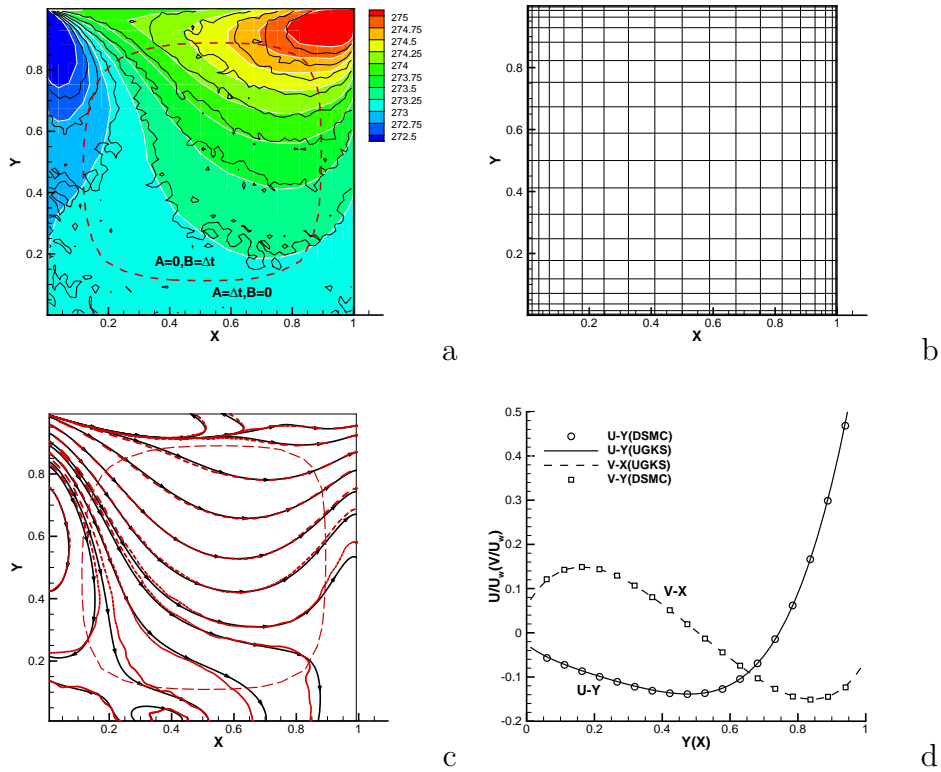 275
274.75
274.5
274.25
274
273.75
273.5
273.25
273
272.75
272.5
Y
0.8
0.6
0.4
0.2
A=0,B=Δt
A=Δt,B=0
0.2 0.4 0.6 0.8 1
X
a
Y
0.8
0.6
0.4
0.2
0.2 0.4 0.6 0.8 1
X
b
Y
0.8
0.6
0.4
0.2
0.2 0.4 0.6 0.8 1
X
c
U/U_w(V/U_w)
0.5
0.4
0.3
0.2
0.1
0
-0.1
-0.2
U-Y(DSMC)
U-Y(UGKS)
V-X(UGKS)
V-Y(DSMC)
V-X
U-Y
0 0.2 0.4 0.6 0.8 1
Y(X)
d